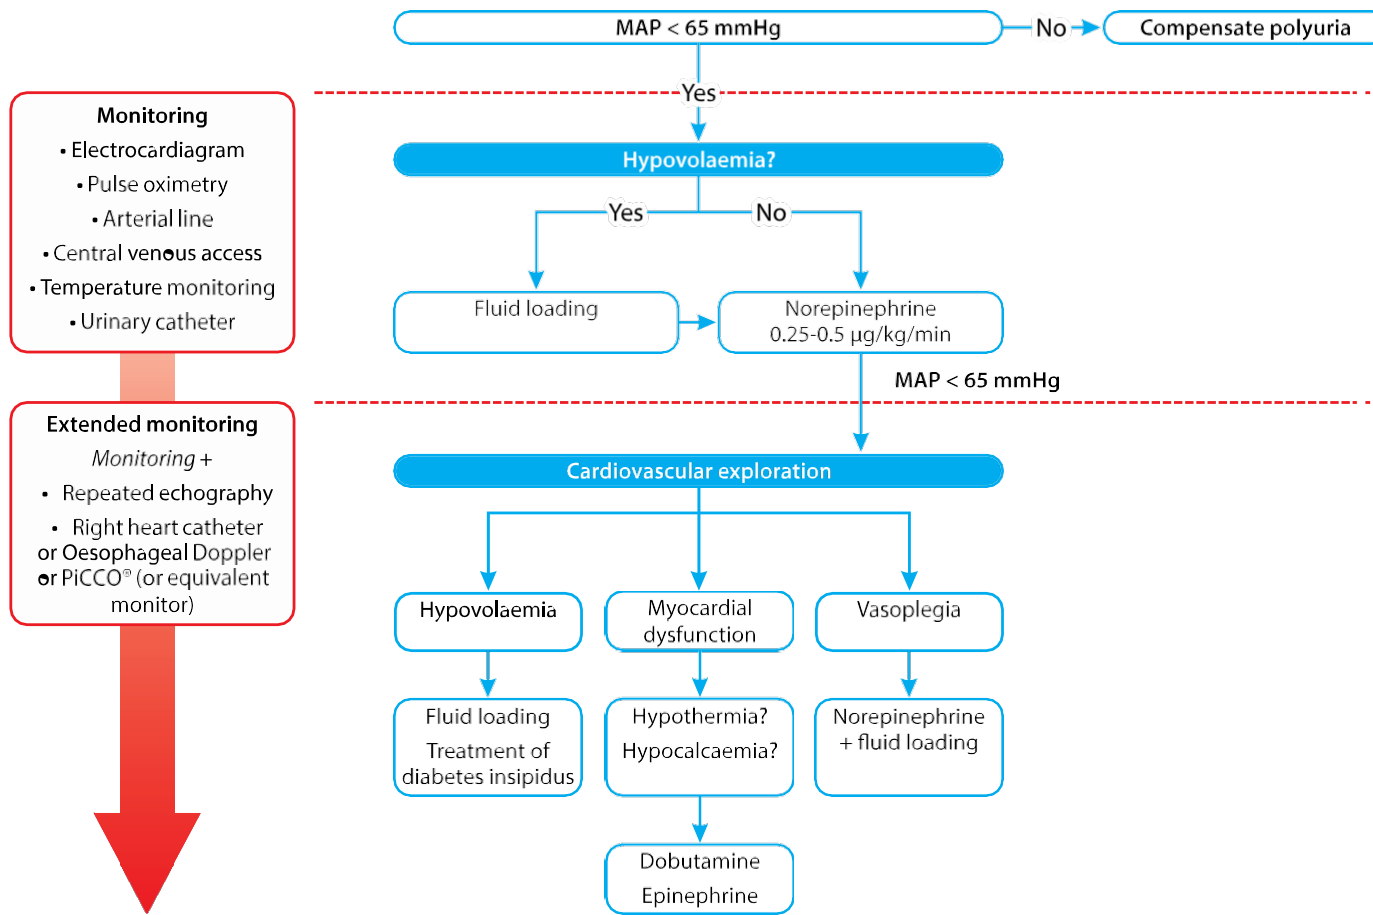 MAP < 65 mmHg
No
Compensate polyuria
Yes
Monitoring
• Electrocardiagram
• Pulse oximetry
• Arterial line
• Central venous access
• Temperature monitoring
• Urinary catheter
Hypovolaemia?
Yes
No
Fluid loading
Norepinephrine
0.25-0.5 µg/kg/min
MAP < 65 mmHg
Extended monitoring
Monitoring +
• Repeated echography
• Right heart catheter
or Oesophageal Doppler
or PiCCO® (or equivalent
monitor)
Cardiovascular exploration
Hypovolaemia
Myocardial
dysfunction
Vasoplegia
Fluid loading
Treatment of
diabetes insipidus
Hypothermia?
Hypocalcaemia?
Norepinephrine
+ fluid loading
Dobutamine
Epinephrine